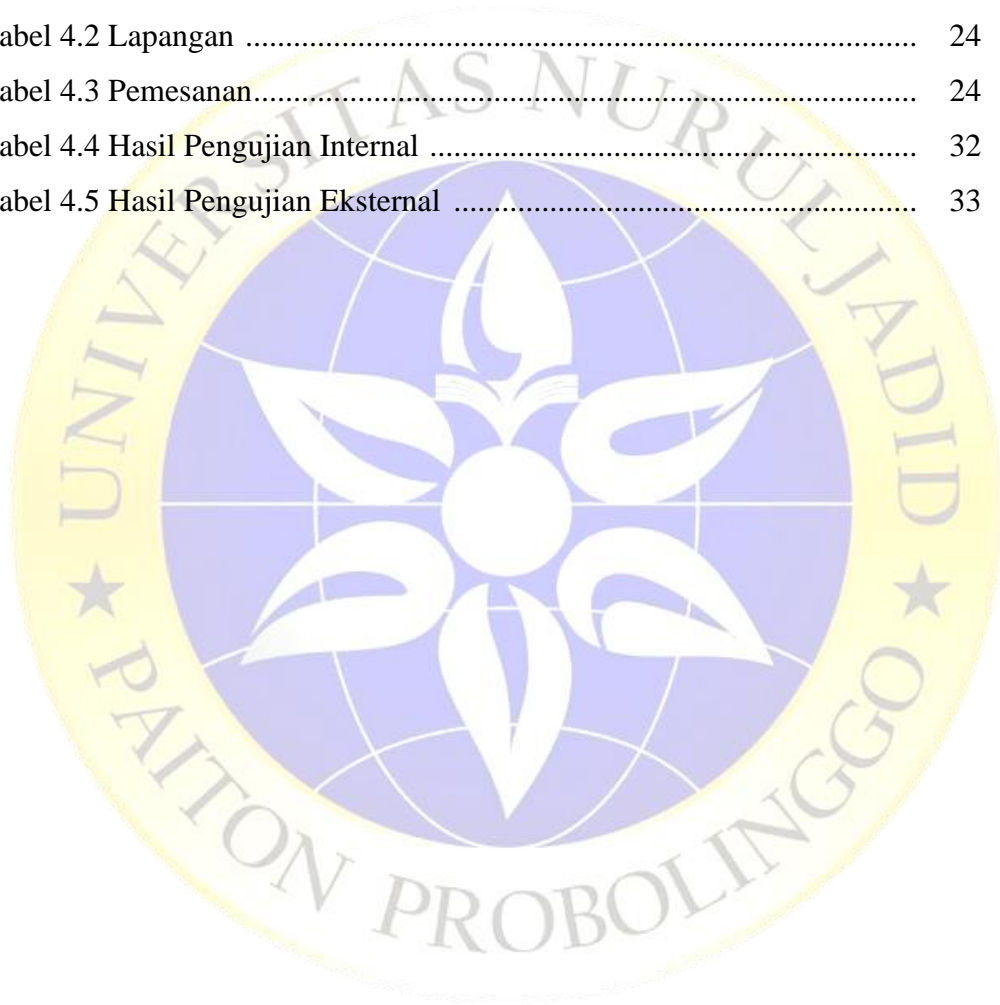 abel 4.2 Lapangan .................................................................................... 24
abel 4.3 Pemesanan................................................................................... 24
abel 4.4 Hasil Pengujian Internal ............................................................. 32
abel 4.5 Hasil Pengujian Eksternal .......................................................... 33
UNIVERSITAS NURUL JADID
★ PAITON PROBOLINGGO ★